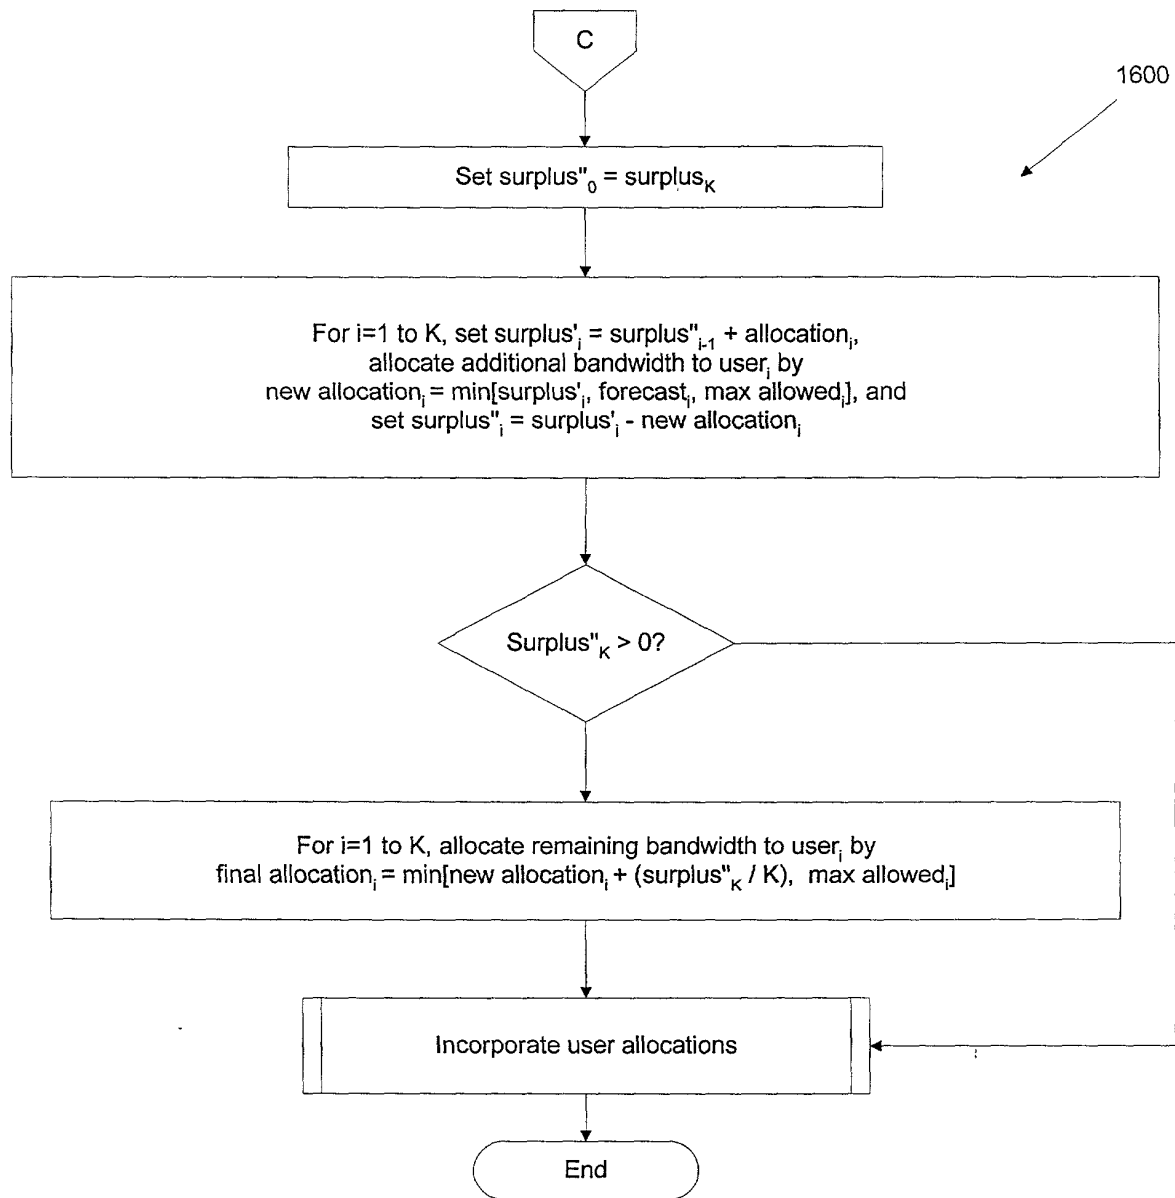 C
1600
Set surplus"₀ = surplusK
For i=1 to K, set surplus'ᵢ = surplus"ᵢ₋₁ + allocationᵢ,
allocate additional bandwidth to userᵢ by
new allocationᵢ = min[surplus'ᵢ, forecastᵢ, max allowedᵢ], and
set surplus"ᵢ = surplus'ᵢ - new allocationᵢ
Surplus"K > 0?
For i=1 to K, allocate remaining bandwidth to userᵢ by
final allocationᵢ = min[new allocationᵢ + (surplus"K / K), max allowedᵢ]
Incorporate user allocations
End